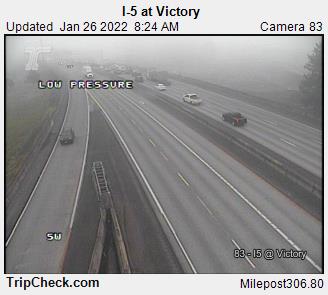 I-5 at Victory
Updated  Jan 26 2022  8:24 AM
Camera 83
LOW PRESSURE
SW
83 - I5 @ Victory
TripCheck.com
Milepost306.80